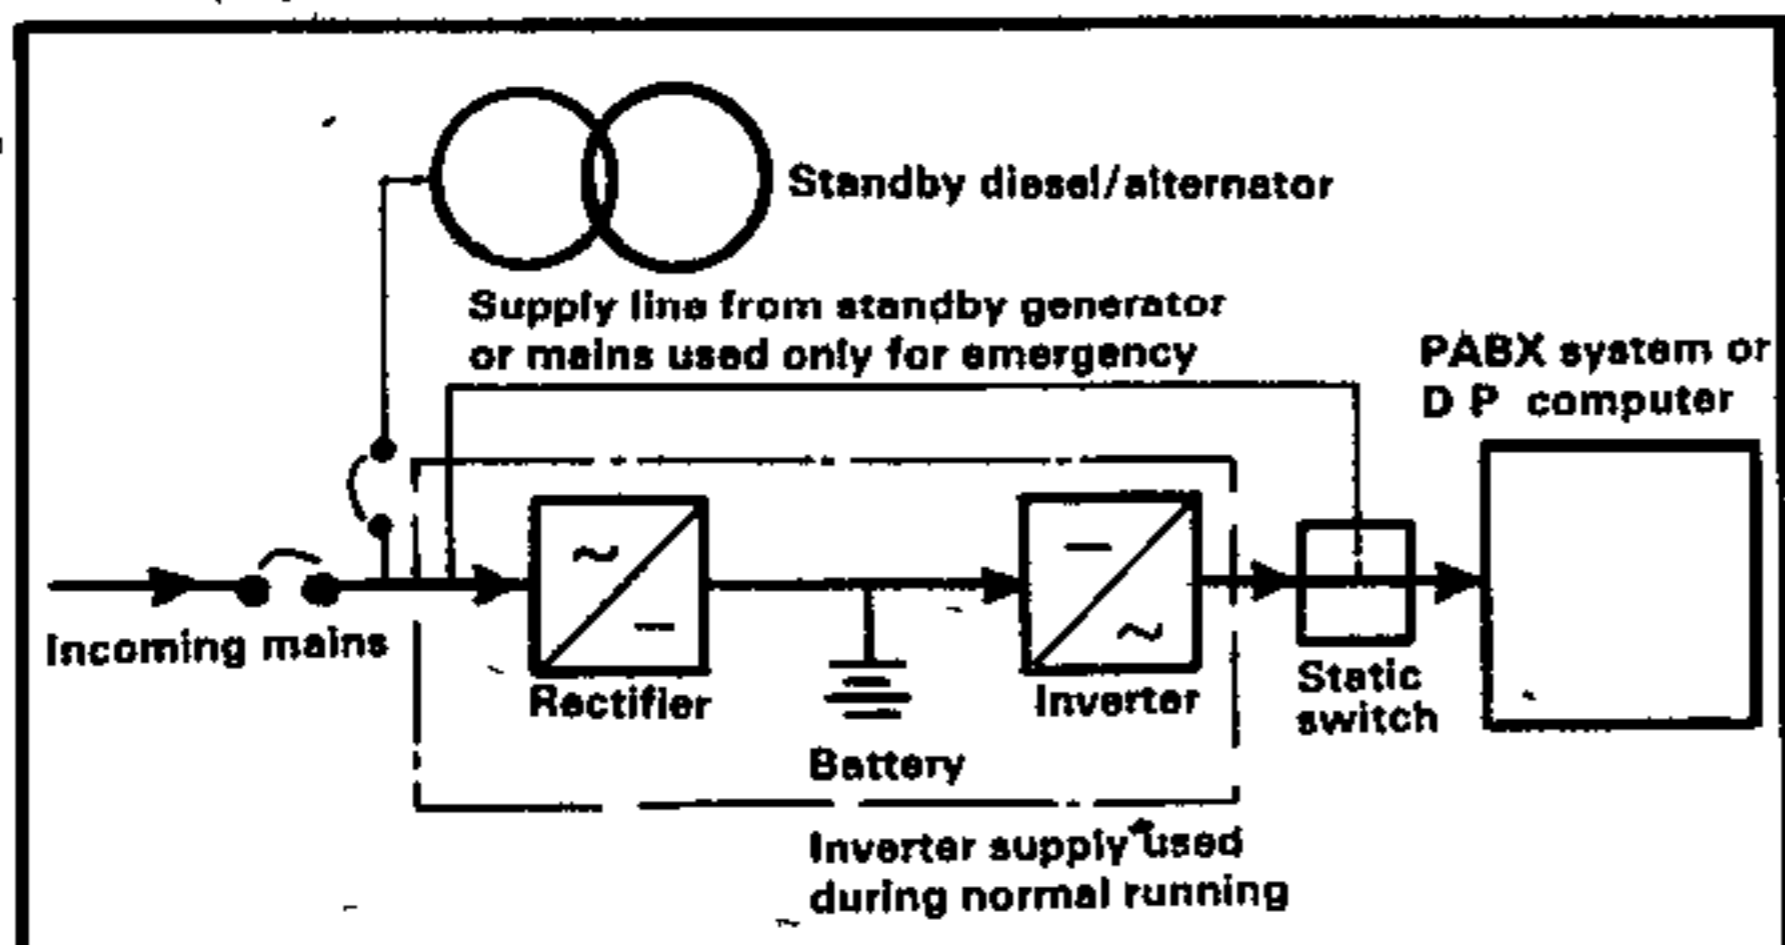 Standby diesel/alternator
Supply line from standby generator
or mains used only for emergency
PABX system or
D P computer
Incoming mains
Rectifier
Battery
Inverter
Static
switch
Inverter supply used
during normal running